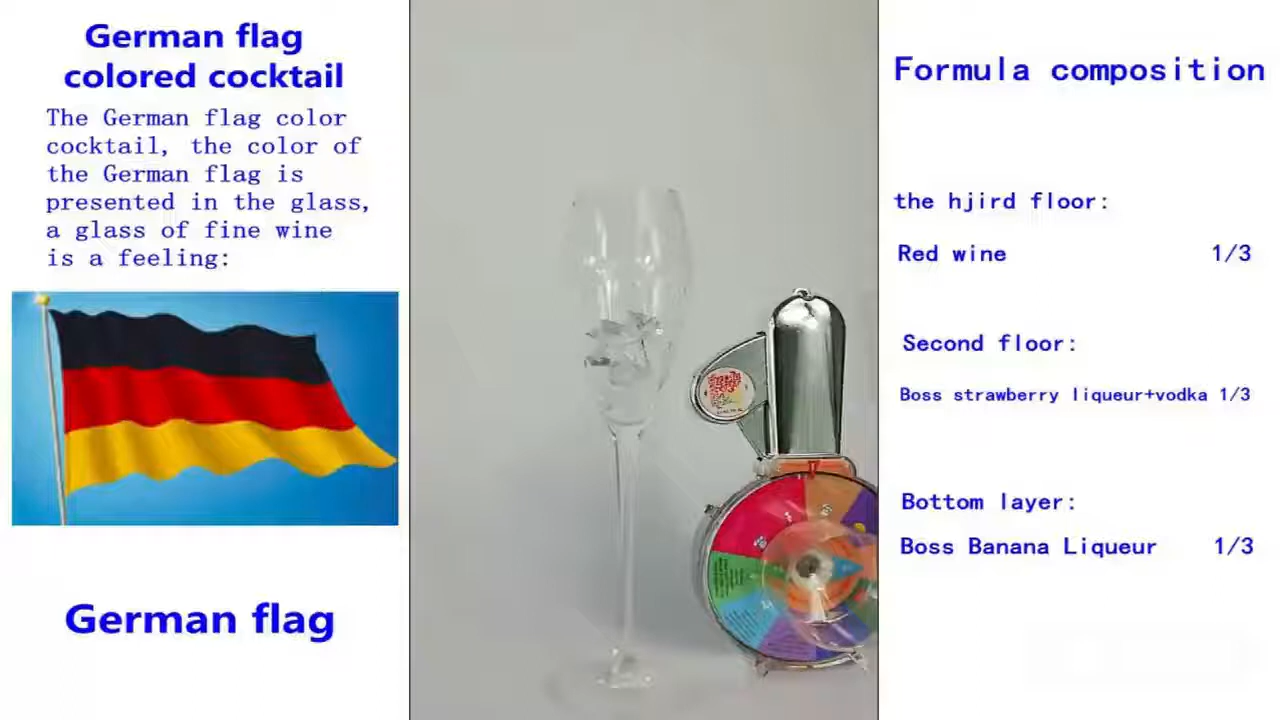 German flag
colored cocktail
The German flag color
cocktail, the color of
the German flag is
presented in the glass,
a glass of fine wine
is a feeling:
German flag
Formula composition
the hjird floor:
Red wine 1/3
Second floor:
Boss strawberry liqueur+vodka 1/3
Bottom layer:
Boss Banana Liqueur 1/3